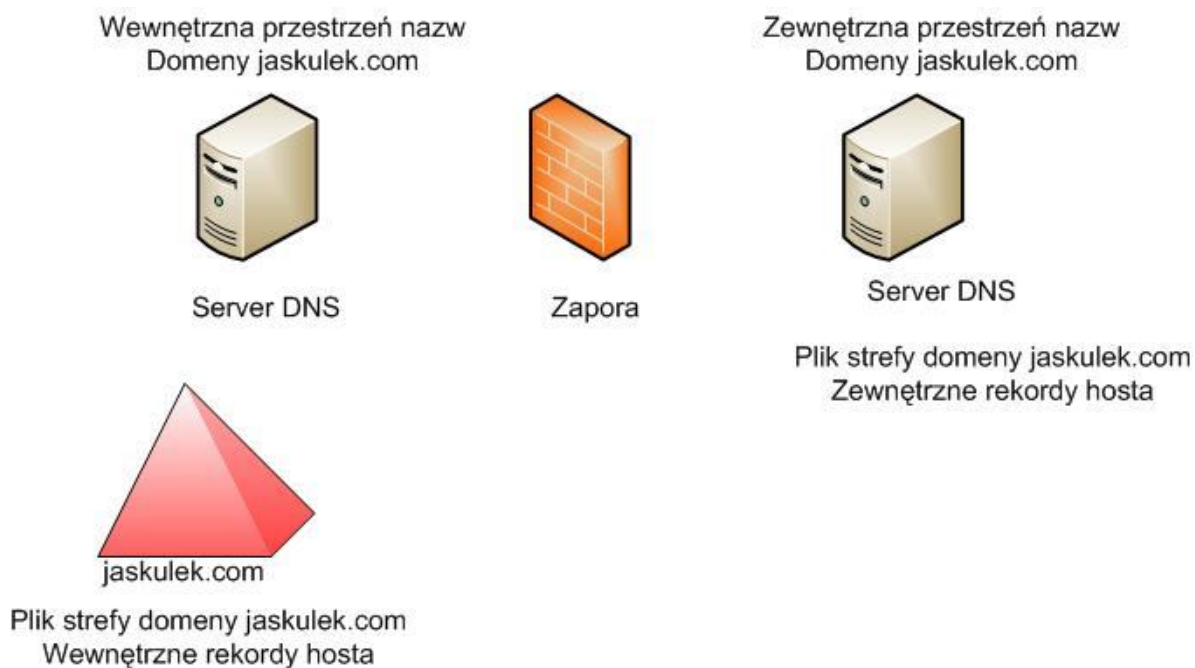 Wewnętrzna przestrzeń nazw
Domeny jaskulek.com
Zewnętrzna przestrzeń nazw
Domeny jaskulek.com
Server DNS
Zapora
Server DNS
Plik strefy domeny jaskulek.com
Zewnętrzne rekordy hosta
jaskulek.com
Plik strefy domeny jaskulek.com
Wewnętrzne rekordy hosta